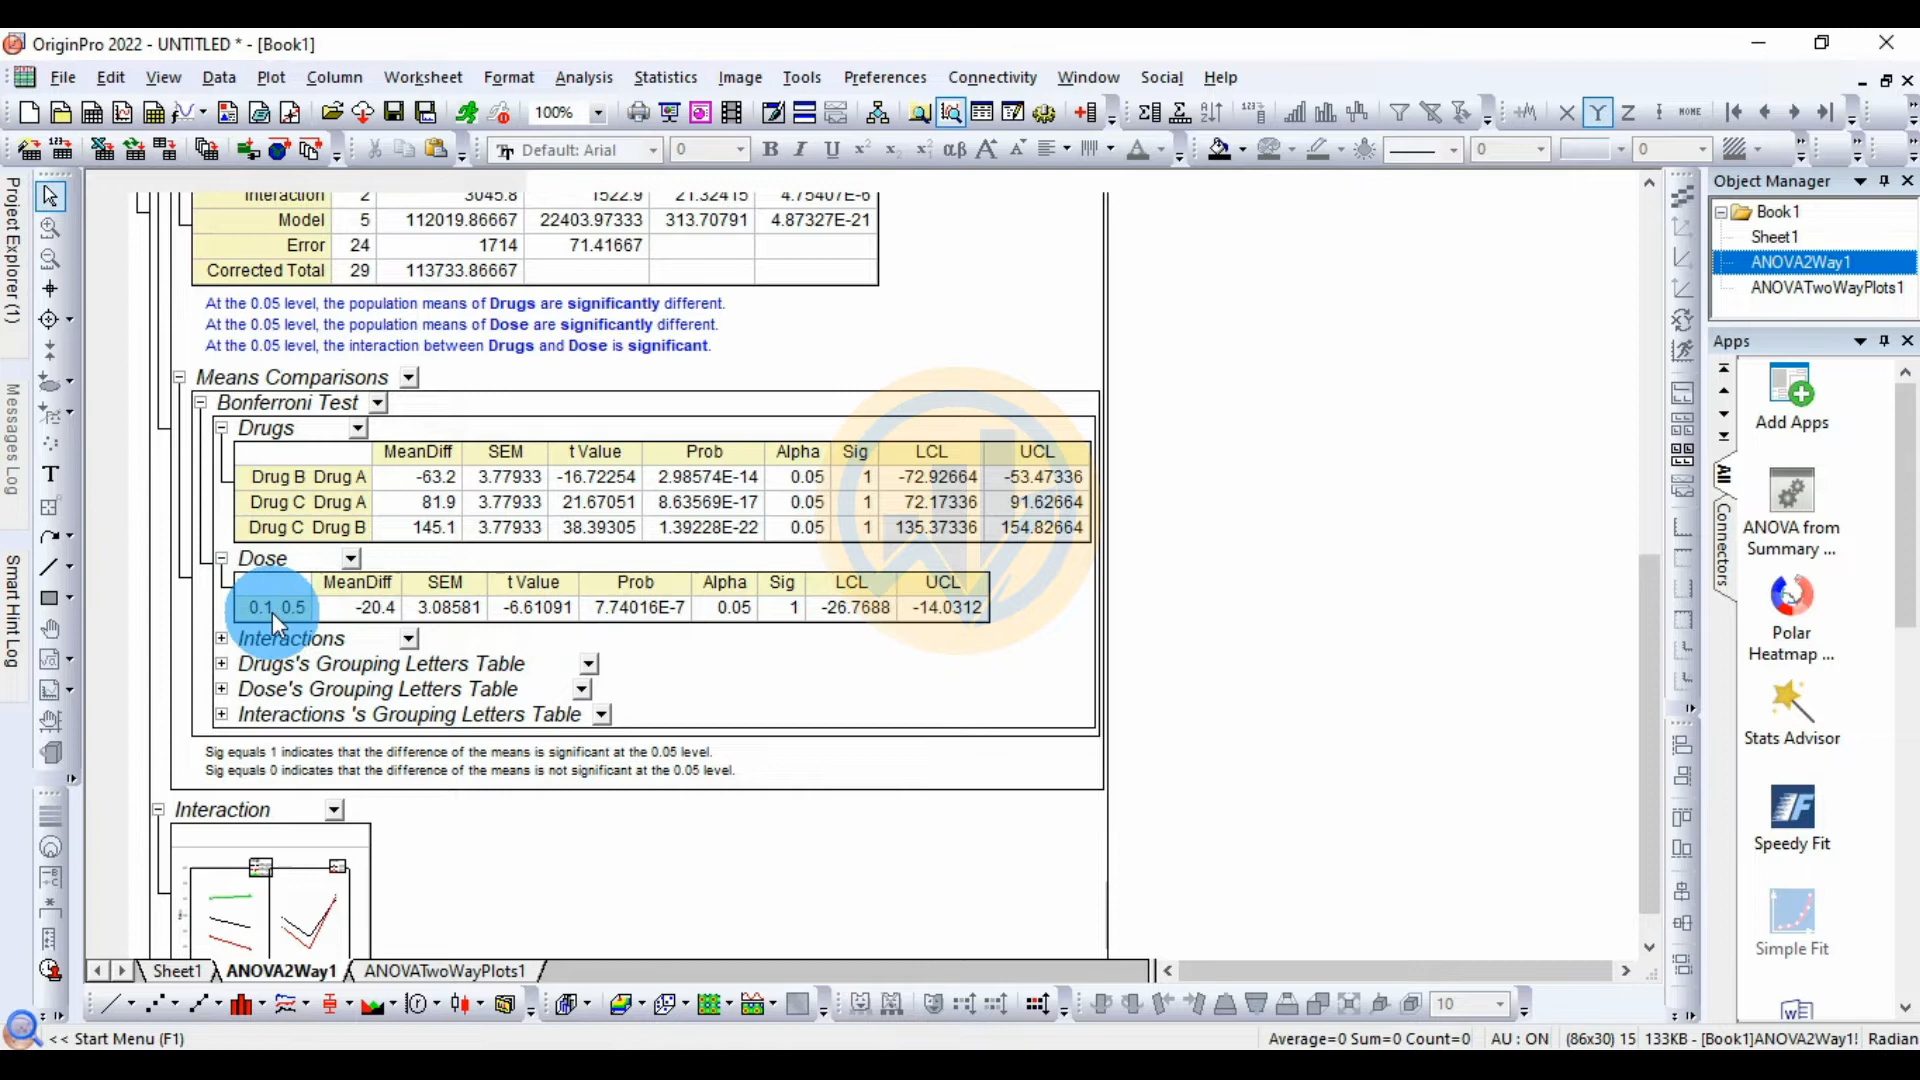 OriginPro 2022 - UNTITLED * - [Book1]
File Edit View Data Plot Column Worksheet Format Analysis Statistics Image Tools Preferences Connectivity Window Social Help
100%
Default: Arial 0 B I U 0 0
Project Explorer (1)
Messages Log
Smart Hint Log
Interaction 2 3045.8 1522.9 21.32415 4.75407E-6
Model 5 112019.86667 22403.97333 313.70791 4.87327E-21
Error 24 1714 71.41667
Corrected Total 29 113733.86667
At the 0.05 level, the population means of Drugs are significantly different.
At the 0.05 level, the population means of Dose are significantly different.
At the 0.05 level, the interaction between Drugs and Dose is significant.
Means Comparisons
Bonferroni Test
Drugs
MeanDiff SEM t Value Prob Alpha Sig LCL UCL
Drug B Drug A -63.2 3.77933 -16.72254 2.98574E-14 0.05 1 -72.92664 -53.47336
Drug C Drug A 81.9 3.77933 21.67051 8.63569E-17 0.05 1 72.17336 91.62664
Drug C Drug B 145.1 3.77933 38.39305 1.39228E-22 0.05 1 135.37336 154.82664
Dose
MeanDiff SEM t Value Prob Alpha Sig LCL UCL
0.1 0.5 -20.4 3.08581 -6.61091 7.74016E-7 0.05 1 -26.7688 -14.0312
Interactions
Drugs's Grouping Letters Table
Dose's Grouping Letters Table
Interactions 's Grouping Letters Table
Sig equals 1 indicates that the difference of the means is significant at the 0.05 level.
Sig equals 0 indicates that the difference of the means is not significant at the 0.05 level.
Interaction
Object Manager
Book1
Sheet1
ANOVA2Way1
ANOVATwoWayPlots1
Apps
All
Connectors
Add Apps
ANOVA from
Summary ...
Polar
Heatmap ...
Stats Advisor
Speedy Fit
Simple Fit
Sheet1 ANOVA2Way1 ANOVATwoWayPlots1
10
<< Start Menu (F1) Average=0 Sum=0 Count=0 AU : ON (86x30) 15 133KB - [Book1]ANOVA2Way1! Radian